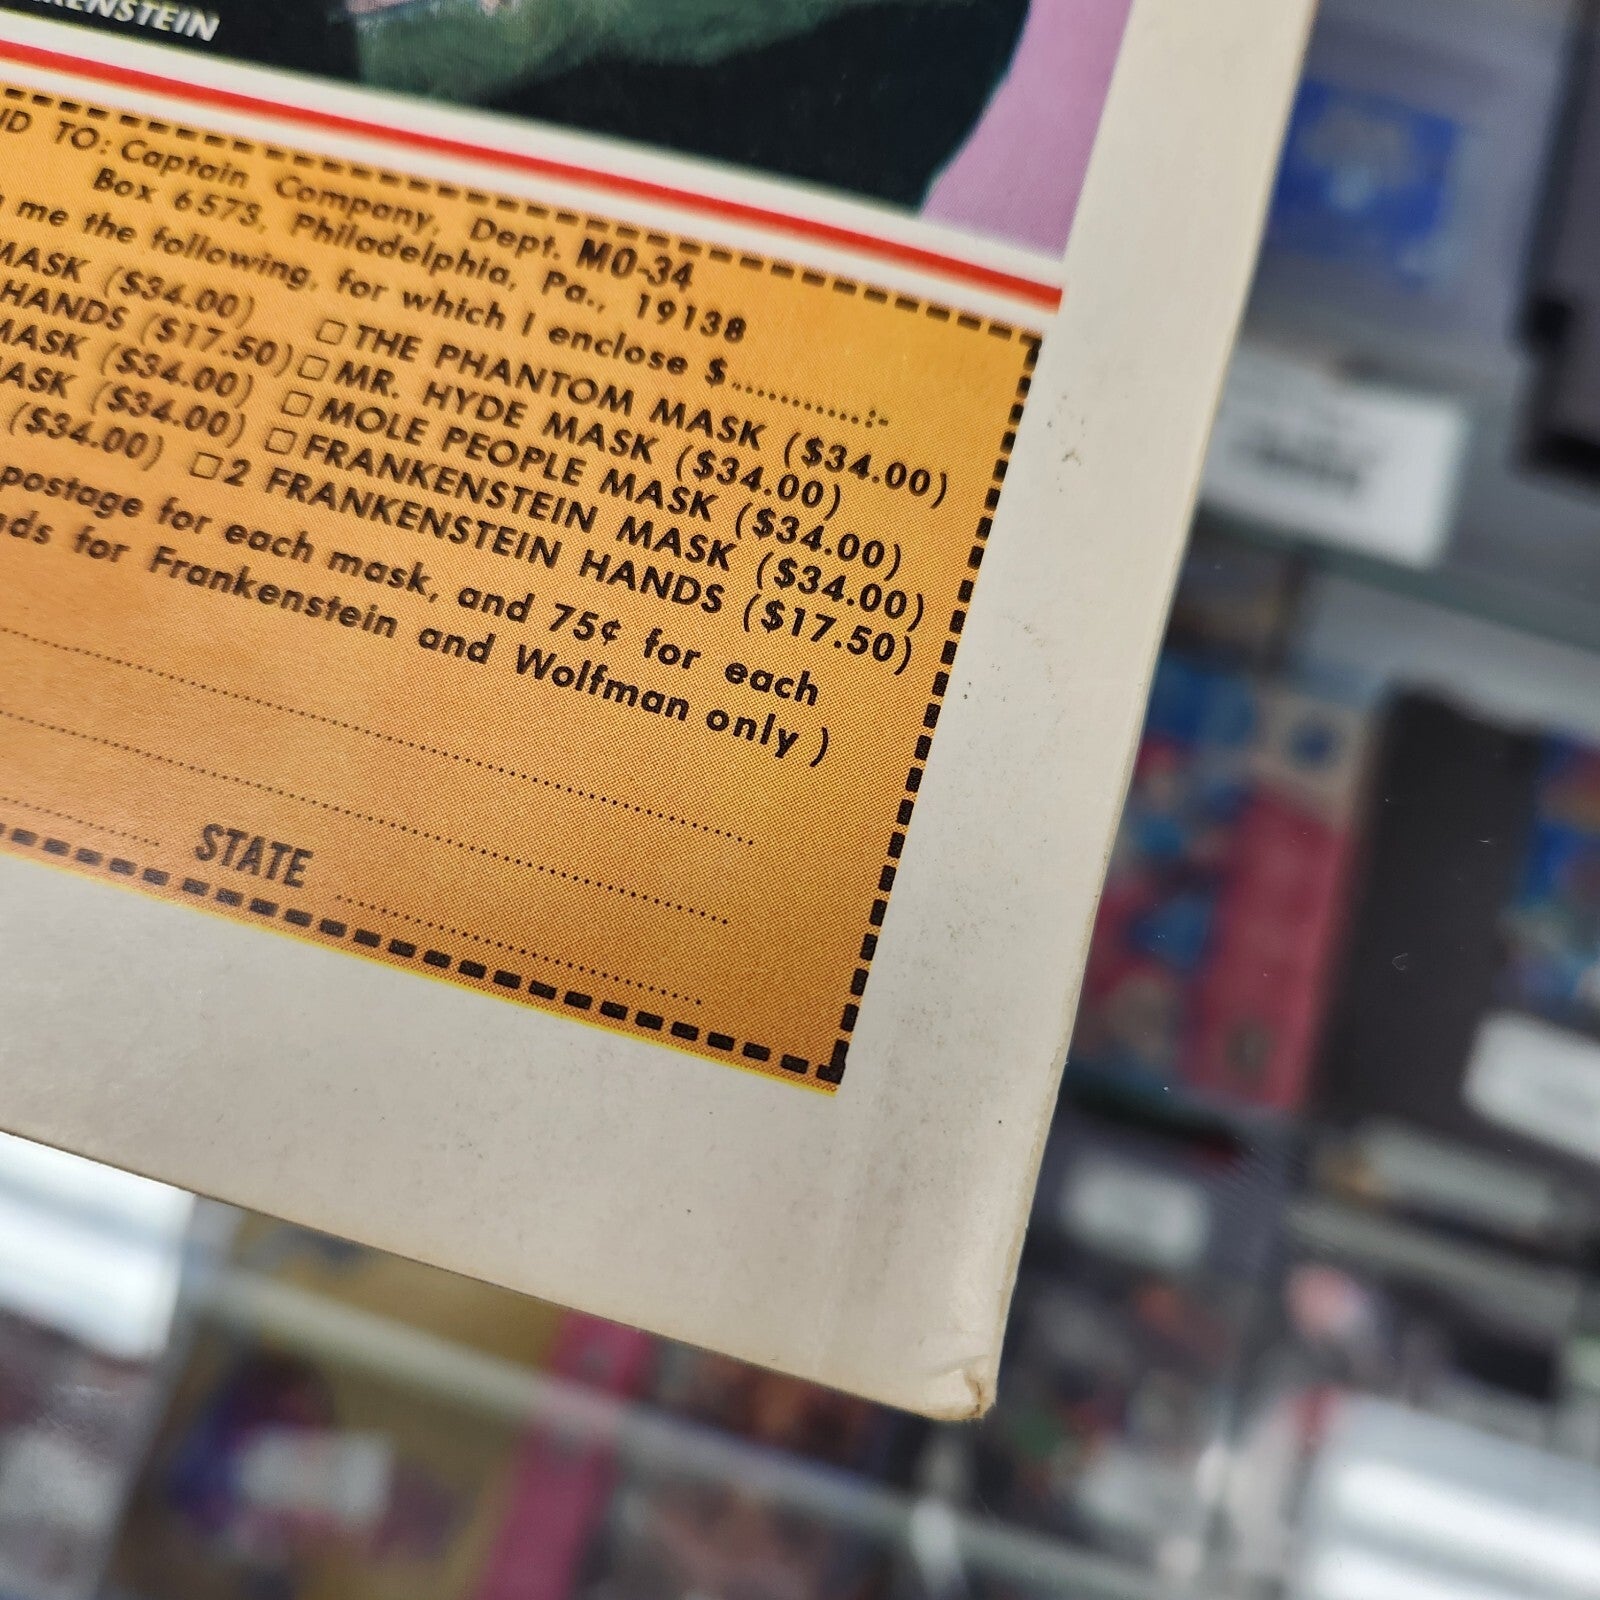 KENSTEIN
TO: Captain Company, Dept. MO-34
Box 6573, Philadelphia, Pa., 19138
me the following, for which I enclose $
MASK ($34.00) □ THE PHANTOM MASK ($34.00)
HANDS ($17.50) □ MR. HYDE MASK ($34.00)
MASK ($34.00) □ MOLE PEOPLE MASK ($34.00)
ASK ($34.00) □ FRANKENSTEIN MASK ($34.00)
($34.00) □ 2 FRANKENSTEIN HANDS ($17.50)
postage for each mask, and 75¢ for each
nds for Frankenstein and Wolfman only )
STATE